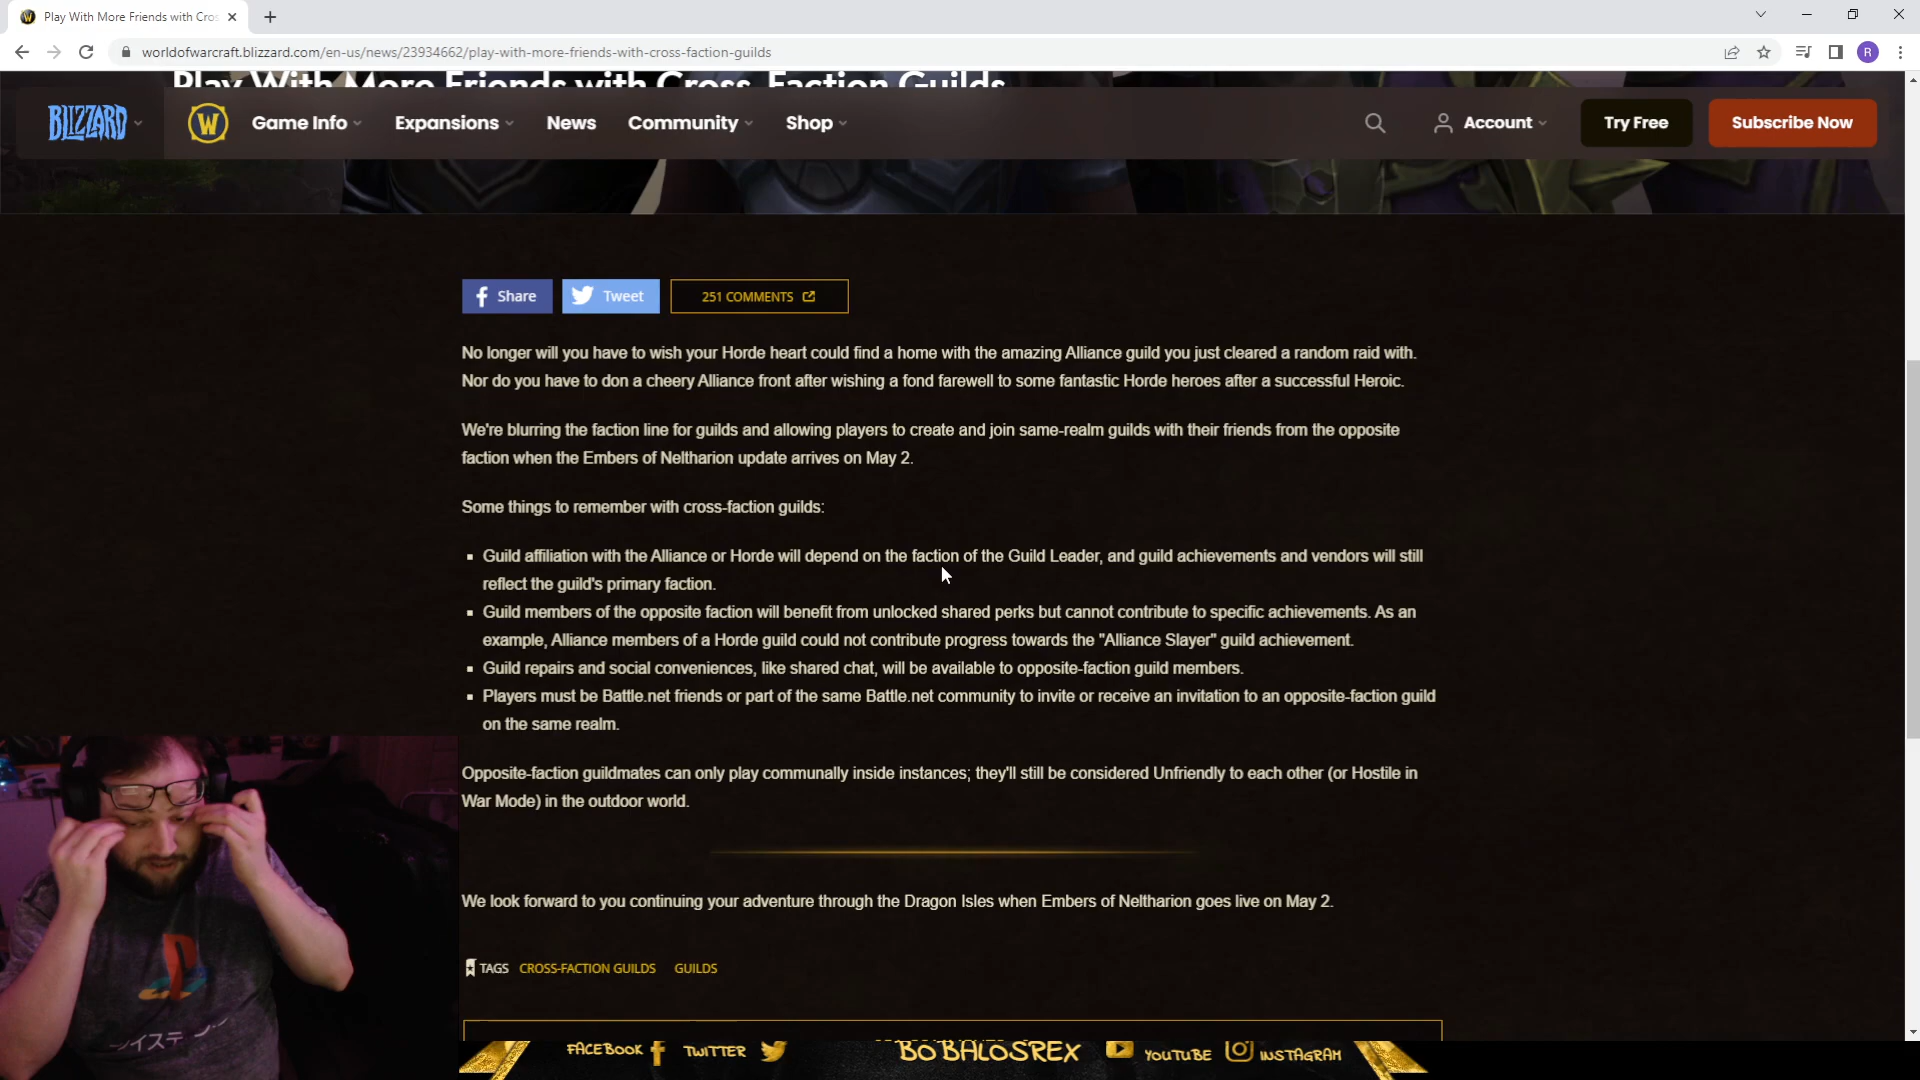 Play With More Friends with Cros
worldofwarcraft.blizzard.com/en-us/news/23934662/play-with-more-friends-with-cross-faction-guilds
R
Play With More Friends with Cross-Faction Guilds
BLIZZARD
W
Game Info
Expansions
News
Community
Shop
Account
Try Free
Subscribe Now
Share
Tweet
251 COMMENTS
No longer will you have to wish your Horde heart could find a home with the amazing Alliance guild you just cleared a random raid with.
Nor do you have to don a cheery Alliance front after wishing a fond farewell to some fantastic Horde heroes after a successful Heroic.
We're blurring the faction line for guilds and allowing players to create and join same-realm guilds with their friends from the opposite
faction when the Embers of Neltharion update arrives on May 2.
Some things to remember with cross-faction guilds:
Guild affiliation with the Alliance or Horde will depend on the faction of the Guild Leader, and guild achievements and vendors will still
reflect the guild's primary faction.
Guild members of the opposite faction will benefit from unlocked shared perks but cannot contribute to specific achievements. As an
example, Alliance members of a Horde guild could not contribute progress towards the "Alliance Slayer" guild achievement.
Guild repairs and social conveniences, like shared chat, will be available to opposite-faction guild members.
Players must be Battle.net friends or part of the same Battle.net community to invite or receive an invitation to an opposite-faction guild
on the same realm.
Opposite-faction guildmates can only play communally inside instances; they'll still be considered Unfriendly to each other (or Hostile in
War Mode) in the outdoor world.
We look forward to you continuing your adventure through the Dragon Isles when Embers of Neltharion goes live on May 2.
TAGS CROSS-FACTION GUILDS GUILDS
FACEBOOK TWITTER BOBALOSREX YOUTUBE INSTAGRAM